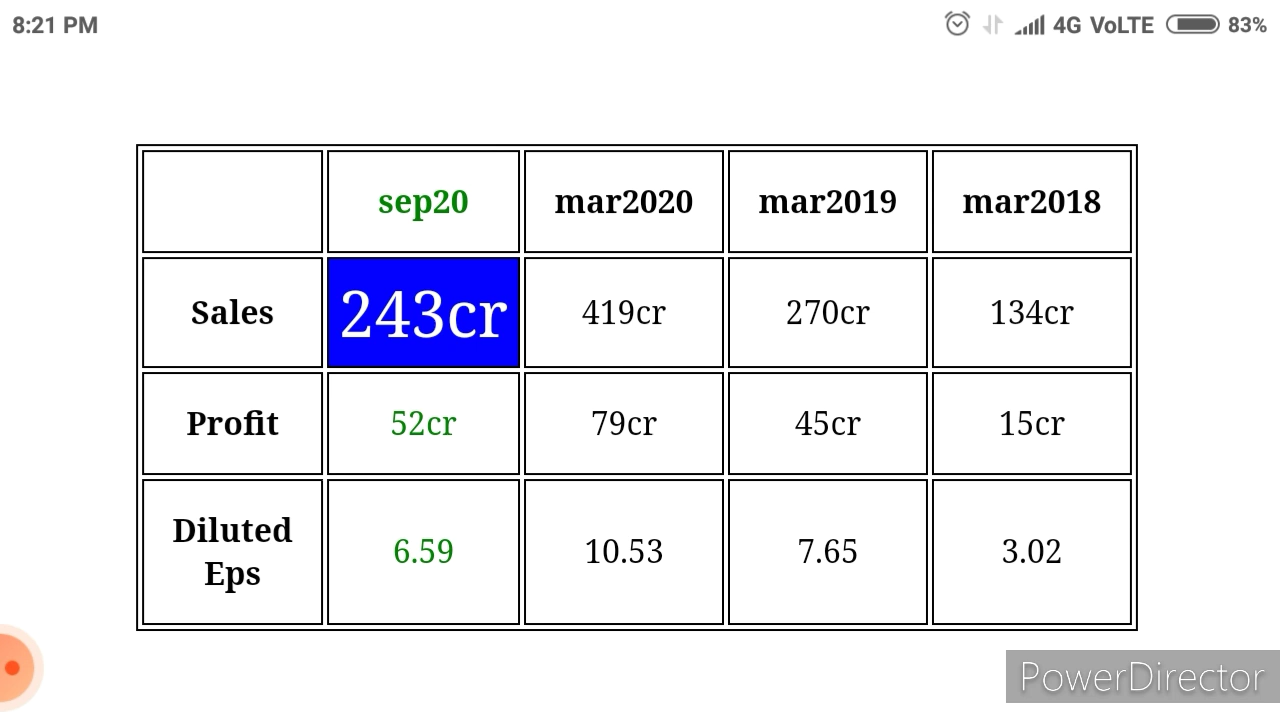 8:21 PM 4G VoLTE 83%
sep20 mar2020 mar2019 mar2018
Sales 243cr 419cr 270cr 134cr
Profit 52cr 79cr 45cr 15cr
Diluted
Eps 6.59 10.53 7.65 3.02
PowerDirector